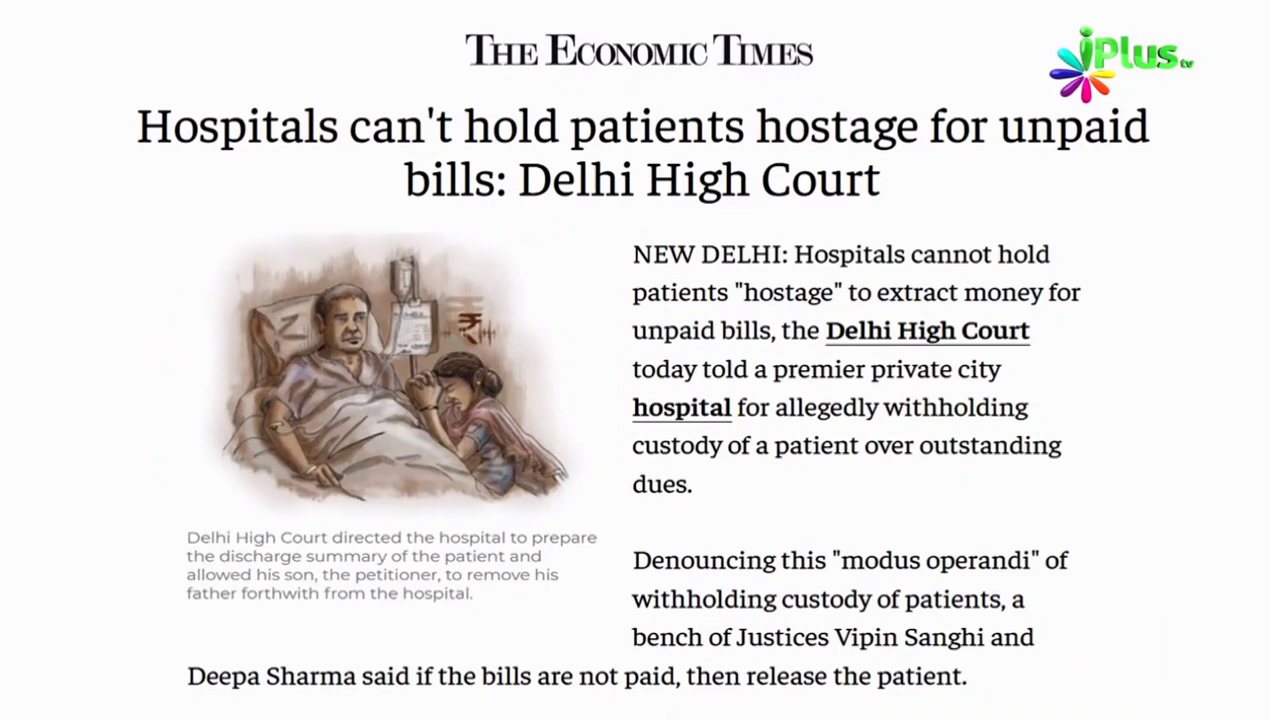 THE ECONOMIC TIMES
iPlus tv
Hospitals can't hold patients hostage for unpaid
bills: Delhi High Court
NEW DELHI: Hospitals cannot hold
patients "hostage" to extract money for
unpaid bills, the Delhi High Court
today told a premier private city
hospital for allegedly withholding
custody of a patient over outstanding
dues.
Delhi High Court directed the hospital to prepare
the discharge summary of the patient and
allowed his son, the petitioner, to remove his
father forthwith from the hospital.
Denouncing this "modus operandi" of
withholding custody of patients, a
bench of Justices Vipin Sanghi and
Deepa Sharma said if the bills are not paid, then release the patient.